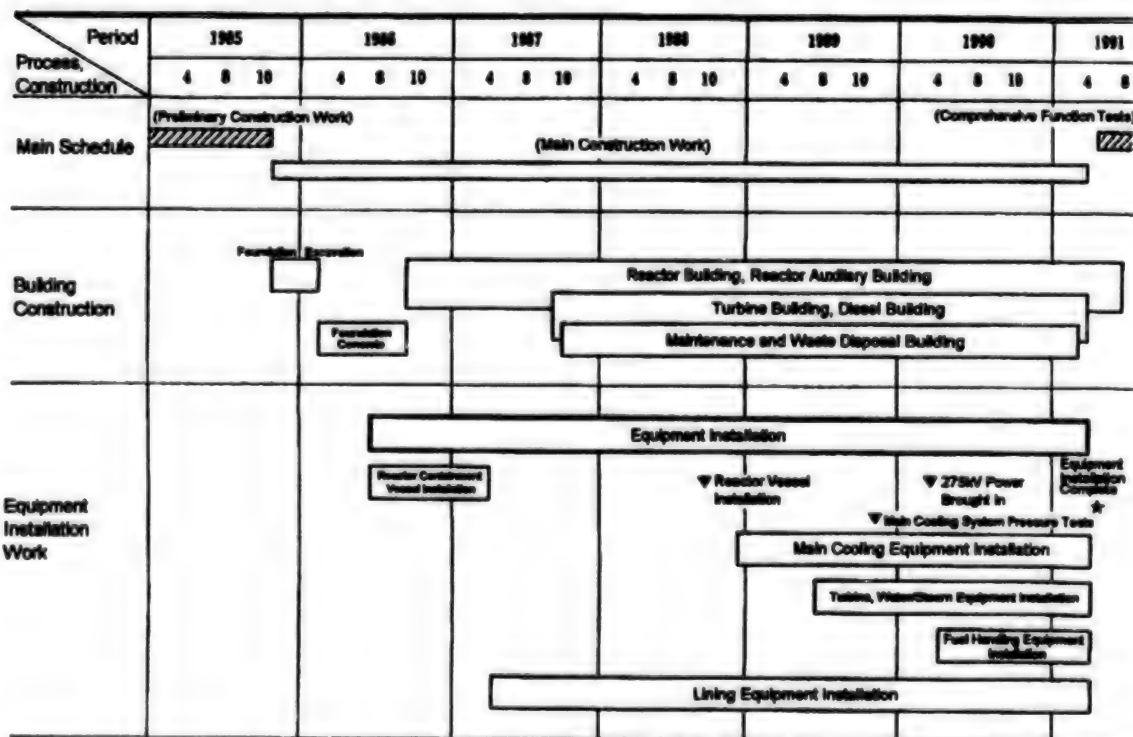 Period 1985 1986 1987 1988 1989 1990 1991
Process, Construction 4 8 10 4 8 10 4 8 10 4 8 10 4 8 10 4 8 10 4 8
Main Schedule
(Preliminary Construction Work)
(Comprehensive Function Tests)
(Main Construction Work)
Building
Construction
Foundation Excavation
Reactor Building, Reactor Auxiliary Building
Turbine Building, Diesel Building
Foundation
Concrete
Maintenance and Waste Disposal Building
Equipment
Installation
Work
Equipment Installation
Reactor Containment
Vessel Installation
▼ Reactor Vessel
Installation
▼ 275kV Power
Brought in
Equipment
Installation
Complete
★
▼ Main Cooling System Pressure Tests
Main Cooling Equipment Installation
Turbine, Water/Steam Equipment Installation
Fuel Handling Equipment
Installation
Lining Equipment Installation